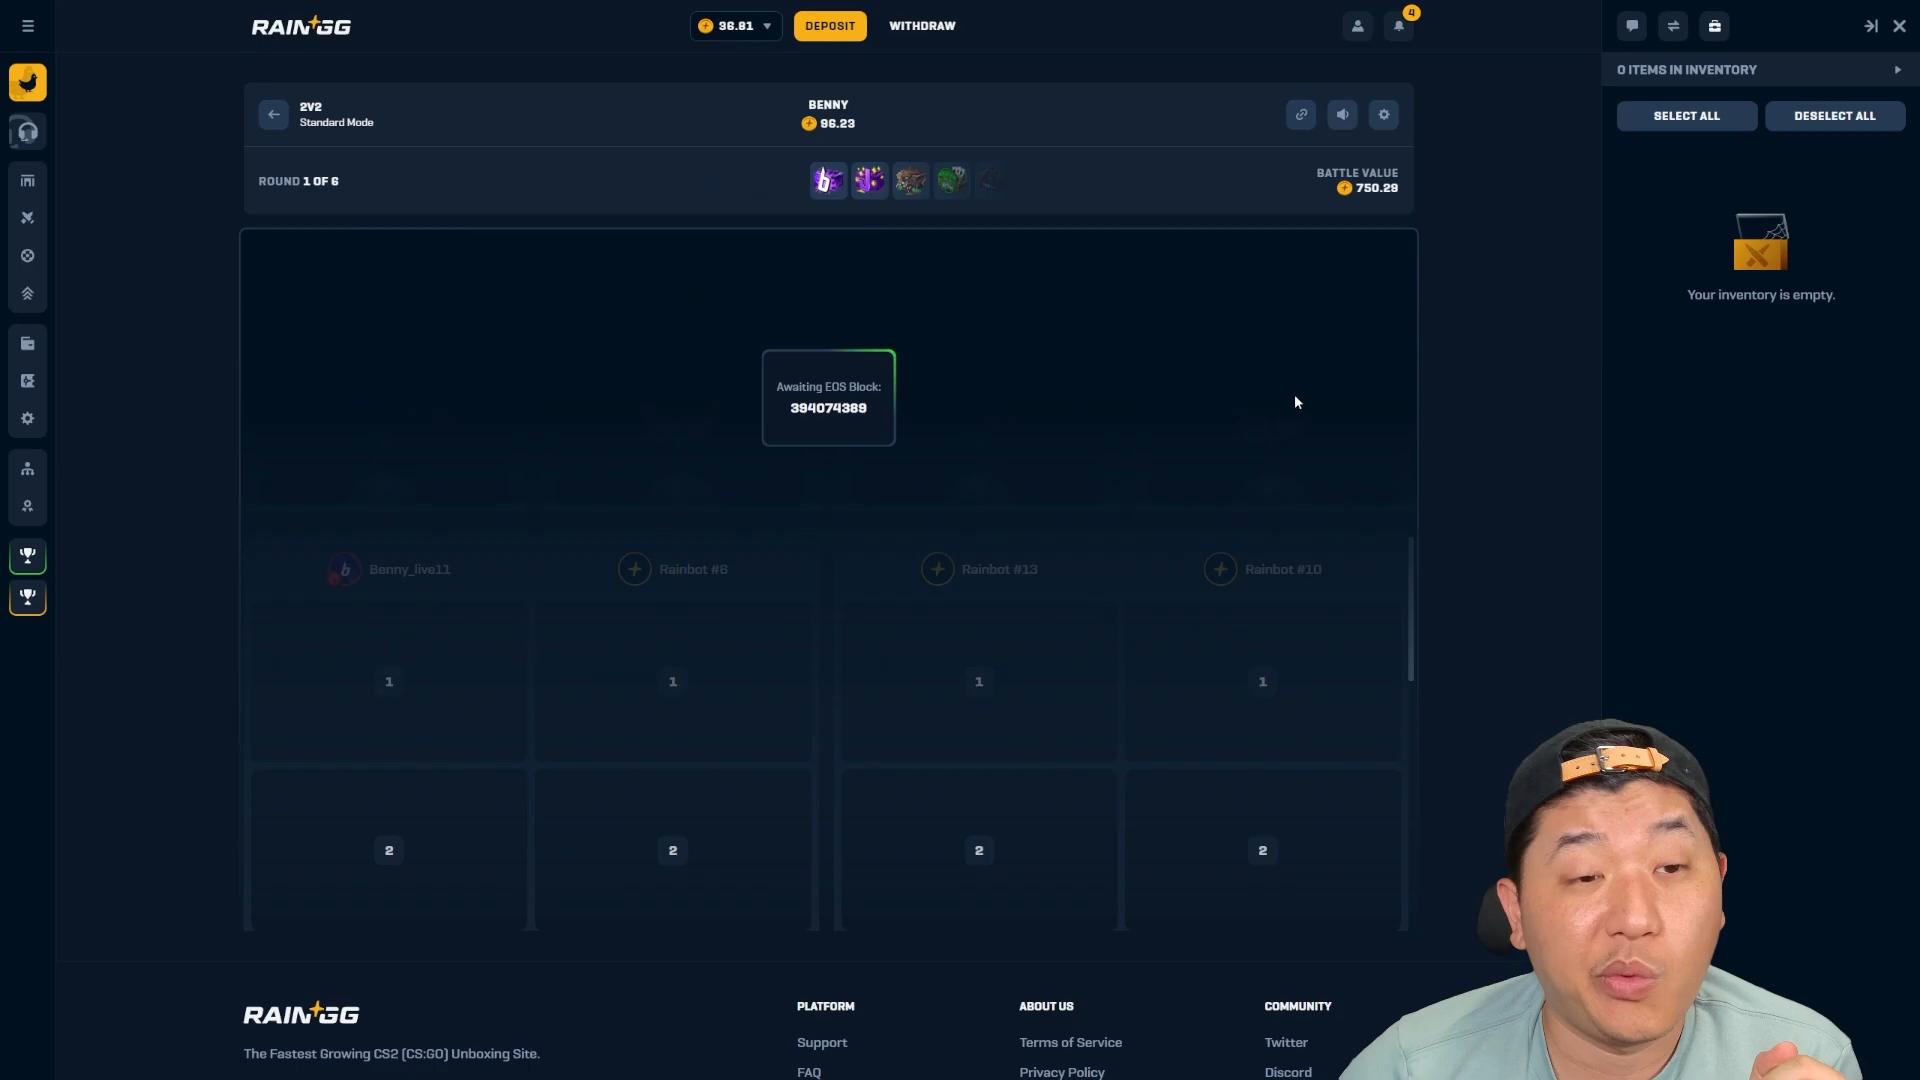 RAIN GG
36.81
DEPOSIT
WITHDRAW
4
0 ITEMS IN INVENTORY
SELECT ALL
DESELECT ALL
Your inventory is empty.
2V2
Standard Mode
BENNY
96.23
ROUND 1 OF 6
BATTLE VALUE
750.29
Awaiting EOS Block:
394074389
Benny_live11
Rainbot #6
Rainbot #13
Rainbot #10
1
1
1
1
2
2
2
2
RAIN GG
The Fastest Growing CS2 (CS:GO) Unboxing Site.
PLATFORM
Support
FAQ
ABOUT US
Terms of Service
Privacy Policy
COMMUNITY
Twitter
Discord